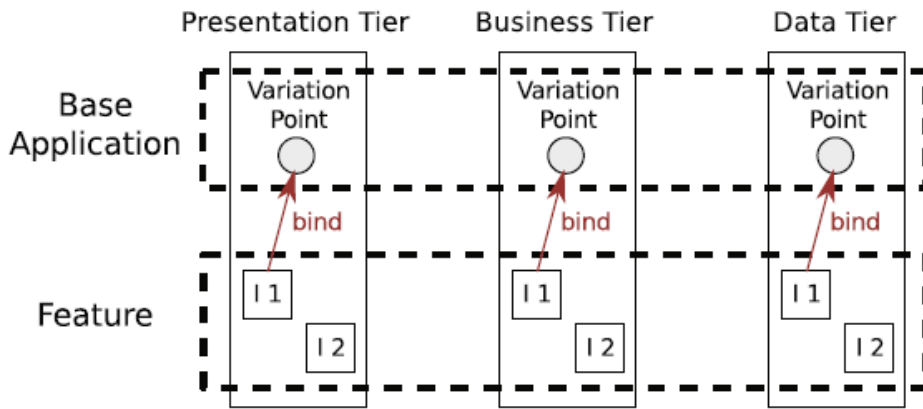 Presentation Tier Business Tier Data Tier
Base
Application
Variation
Point
Variation
Point
Variation
Point
bind bind bind
Feature
I 1 I 1 I 1
I 2 I 2 I 2